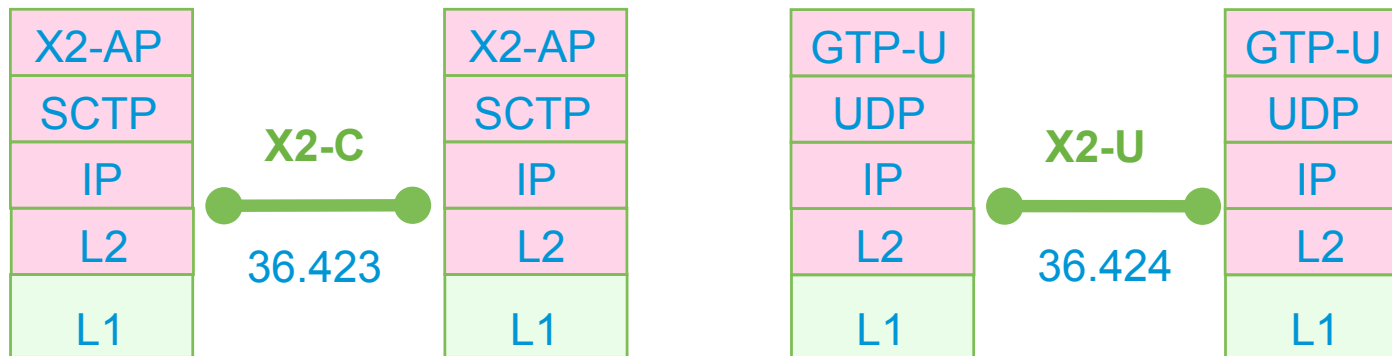 X2-AP
SCTP
IP
L2
L1
X2-C
36.423
X2-AP
SCTP
IP
L2
L1
GTP-U
UDP
IP
L2
L1
X2-U
36.424
GTP-U
UDP
IP
L2
L1